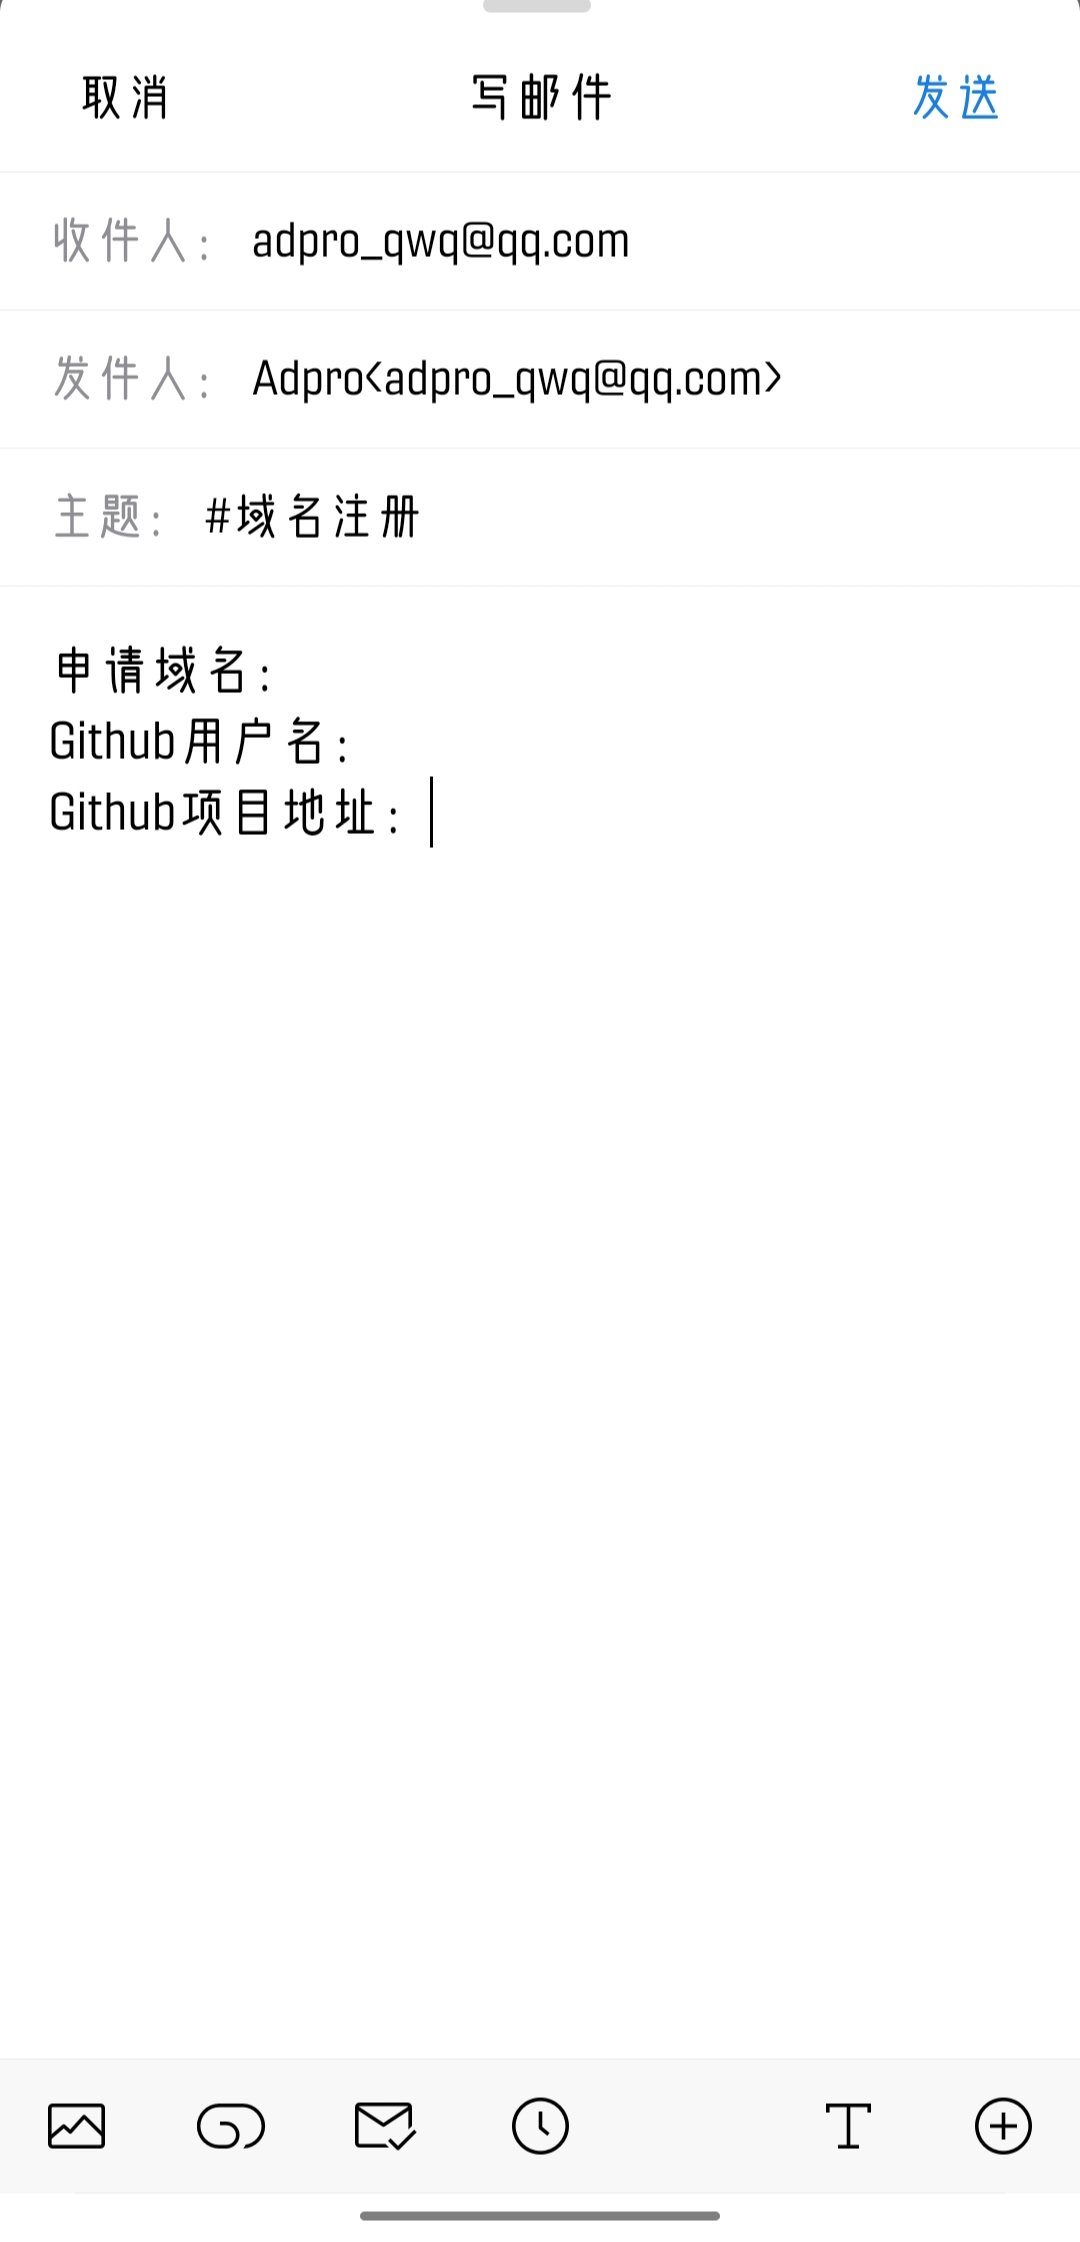 取消 写邮件 发送
收件人： adpro_qwq@qq.com
发件人： Adpro<adpro_qwq@qq.com>
主题： #域名注册
申请域名：
Github用户名：
Github项目地址：